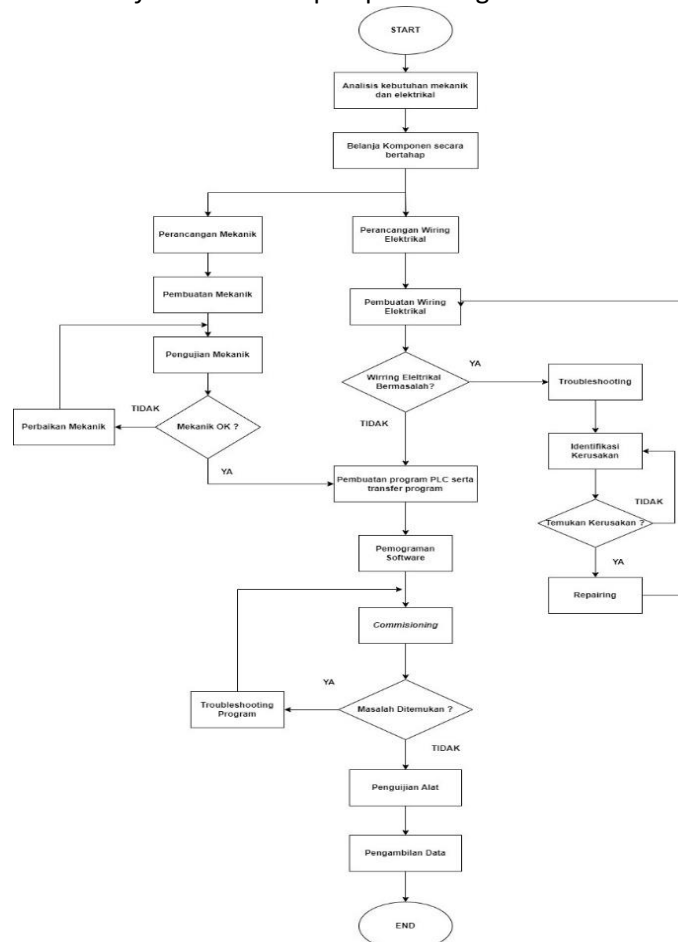 START
Analisis kebutuhan mekanik
dan elektrikal
Belanja Komponen secara
bertahap
Perancangan Mekanik
Perancangan Wiring
Elektrikal
Pembuatan Mekanik
Pembuatan Wiring
Elektrikal
Pengujian Mekanik
Wirring Eleltrikal
Bermasalah?
YA
Troubleshooting
Perbaikan Mekanik
TIDAK
Mekanik OK ?
TIDAK
Identifikasi
Kerusakan
YA
Pembuatan program PLC serta
transfer program
TIDAK
Temukan Kerusakan ?
YA
Pemograman
Software
Repairing
Commisioning
YA
Troubleshooting
Program
Masalah Ditemukan ?
TIDAK
Penguijian Alat
Pengambilan Data
END